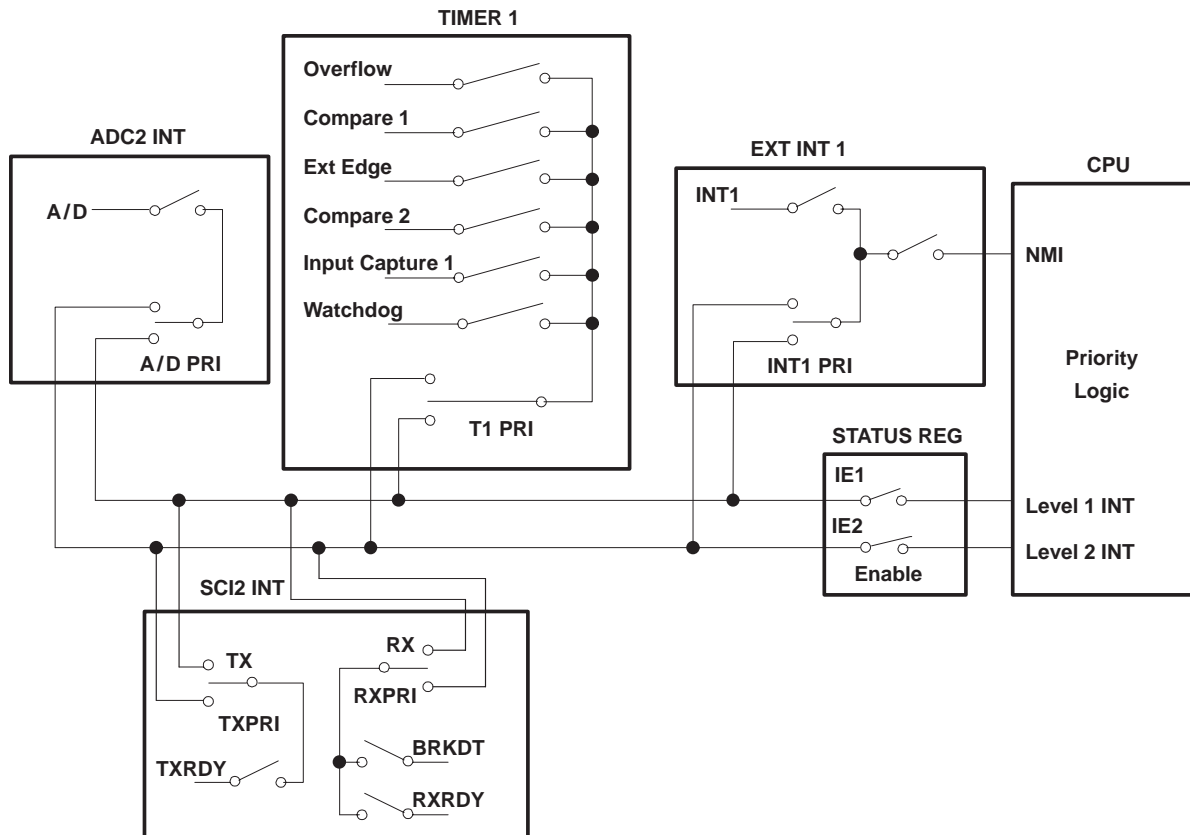 TIMER 1
Overflow
Compare 1
Ext Edge
Compare 2
Input Capture 1
Watchdog
T1 PRI
ADC2 INT
A/D
A/D PRI
EXT INT 1
INT1
INT1 PRI
CPU
NMI
Priority
Logic
Level 1 INT
Level 2 INT
STATUS REG
IE1
IE2
Enable
SCI2 INT
TX
TXPRI
TXRDY
RX
RXPRI
BRKDT
RXRDY